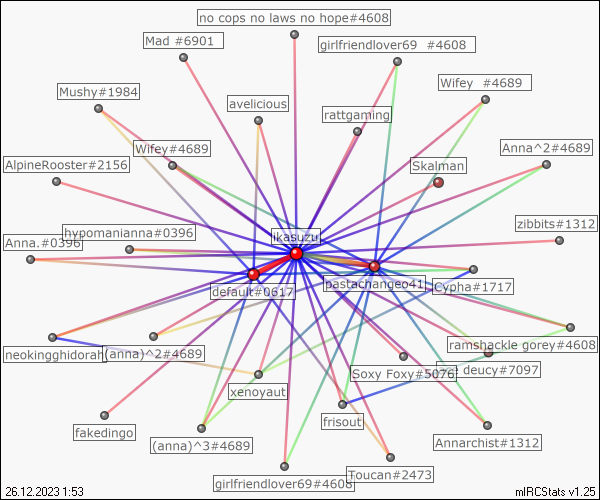 no cops no laws no hope#4608
Mad #6901
girlfriendlover69 #4608
Wifey #4689
Mushy#1984
avelicious
rattgaming
Wifey#4689
Anna^2#4689
AlpineRooster#2156
Skalman
zibbits#1312
hypomanianna#0396
ikasuzu
Anna.#0396
default#0617
pastachangeo41
Cypha#1717
neokingghidorah
(anna)^2#4689
ramshackle gorey#4608
Soxy Foxy#5076
deucy#7097
xenoyaut
fakedingo
frisout
(anna)^3#4689
Annarchist#1312
girlfriendlover69#4608
Toucan#2473
26.12.2023 1:53
mIRCStats v1.25